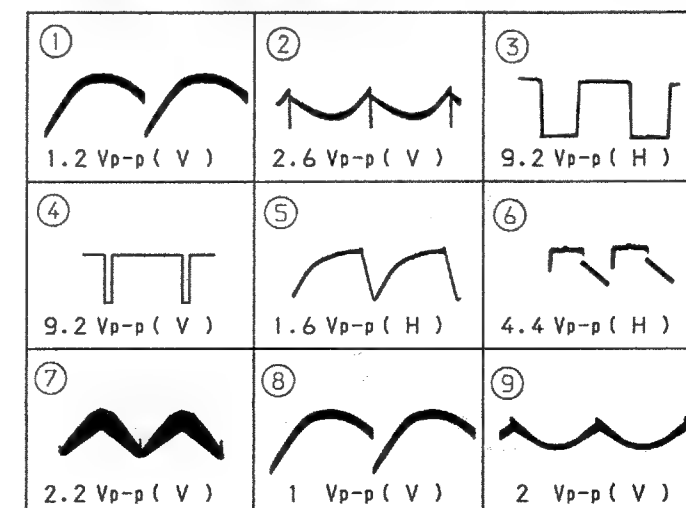 ① ② ③
1.2 Vp-p ( V ) 2.6 Vp-p ( V ) 9.2 Vp-p ( H )
④ ⑤ ⑥
9.2 Vp-p ( V ) 1.6 Vp-p ( H ) 4.4 Vp-p ( H )
⑦ ⑧ ⑨
2.2 Vp-p ( V ) 1 Vp-p ( V ) 2 Vp-p ( V )